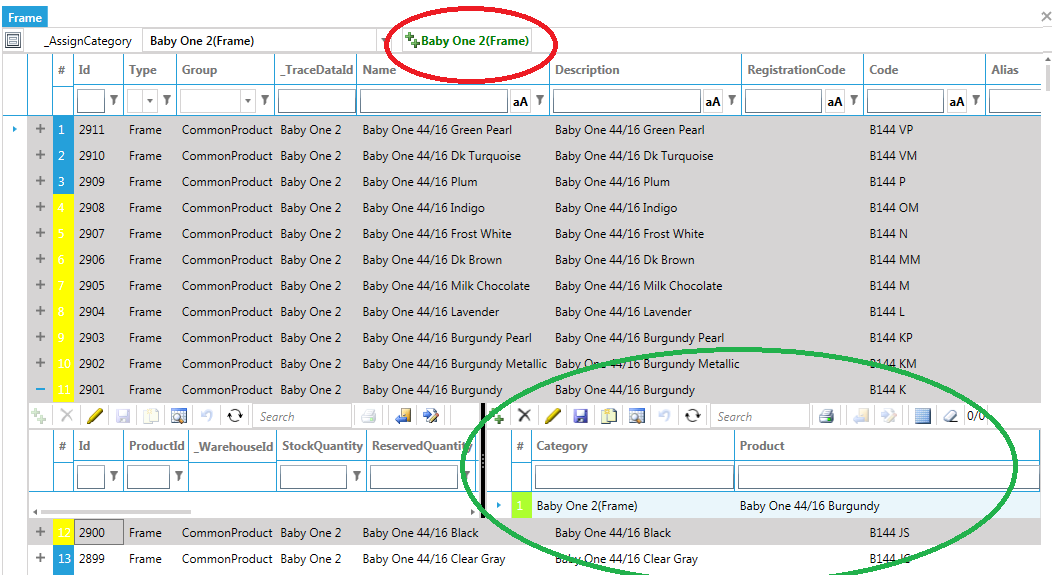 Frame
_AssignCategory Baby One 2(Frame) Baby One 2(Frame)
# Id Type Group _TraceDataId Name Description RegistrationCode Code Alias
aA aA aA aA
1 2911 Frame CommonProduct Baby One 2 Baby One 44/16 Green Pearl Baby One 44/16 Green Pearl B144 VP
2 2910 Frame CommonProduct Baby One 2 Baby One 44/16 Dk Turquoise Baby One 44/16 Dk Turquoise B144 VM
3 2909 Frame CommonProduct Baby One 2 Baby One 44/16 Plum Baby One 44/16 Plum B144 P
4 2908 Frame CommonProduct Baby One 2 Baby One 44/16 Indigo Baby One 44/16 Indigo B144 OM
5 2907 Frame CommonProduct Baby One 2 Baby One 44/16 Frost White Baby One 44/16 Frost White B144 N
6 2906 Frame CommonProduct Baby One 2 Baby One 44/16 Dk Brown Baby One 44/16 Dk Brown B144 MM
7 2905 Frame CommonProduct Baby One 2 Baby One 44/16 Milk Chocolate Baby One 44/16 Milk Chocolate B144 M
8 2904 Frame CommonProduct Baby One 2 Baby One 44/16 Lavender Baby One 44/16 Lavender B144 L
9 2903 Frame CommonProduct Baby One 2 Baby One 44/16 Burgundy Pearl Baby One 44/16 Burgundy Pearl B144 KP
10 2902 Frame CommonProduct Baby One 2 Baby One 44/16 Burgundy Metallic Baby One 44/16 Burgundy Metallic B144 KM
11 2901 Frame CommonProduct Baby One 2 Baby One 44/16 Burgundy Baby One 44/16 Burgundy B144 K
Search Search 0/0
# Id ProductId _WarehouseId StockQuantity ReservedQuantity # Category Product
1 Baby One 2(Frame) Baby One 44/16 Burgundy
12 2900 Frame CommonProduct Baby One 2 Baby One 44/16 Black Baby One 44/16 Black B144 JS
13 2899 Frame CommonProduct Baby One 2 Baby One 44/16 Clear Gray Baby One 44/16 Clear Gray B144